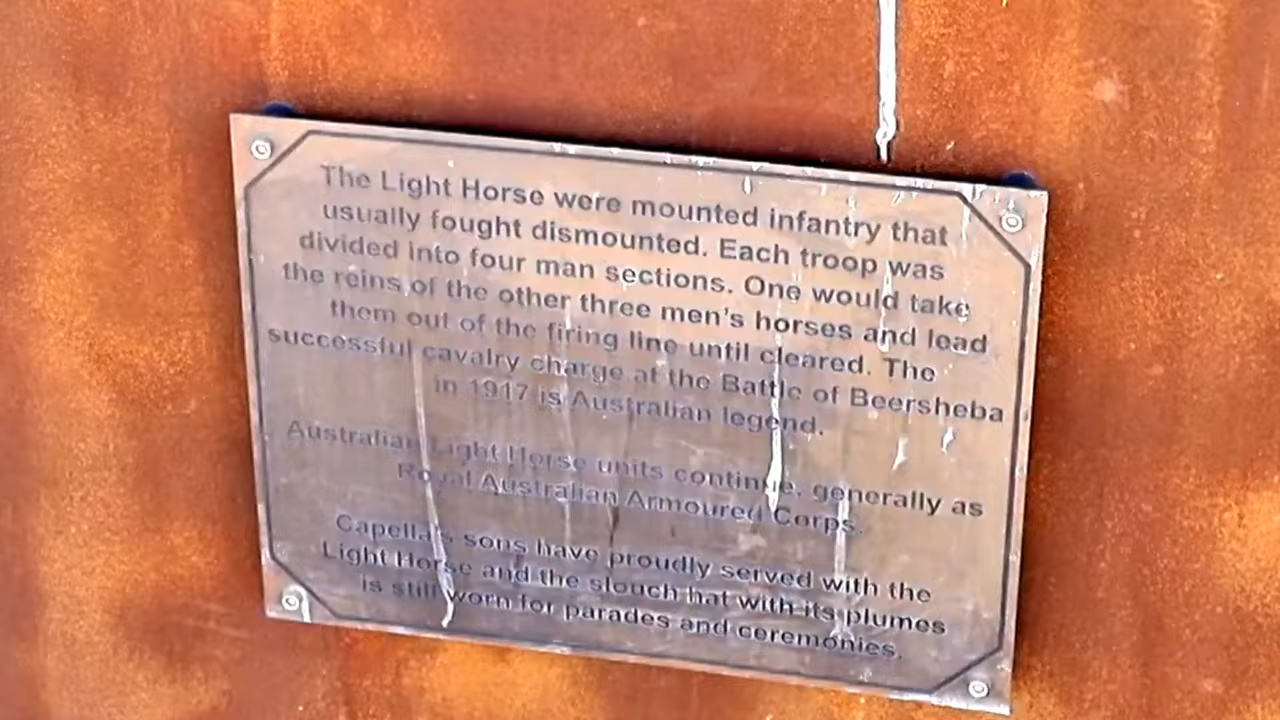 The Light Horse were mounted infantry that
usually fought dismounted. Each troop was
divided into four man sections. One would take
the reins of the other three men's horses and lead
them out of the firing line until cleared. The
successful cavalry charge at the Battle of Beersheba
in 1917 is Australian legend.
Australian Light Horse units continue, generally as
Royal Australian Armoured Corps.
Capella's sons have proudly served with the
Light Horse and the slouch hat with its plumes
is still worn for parades and ceremonies.